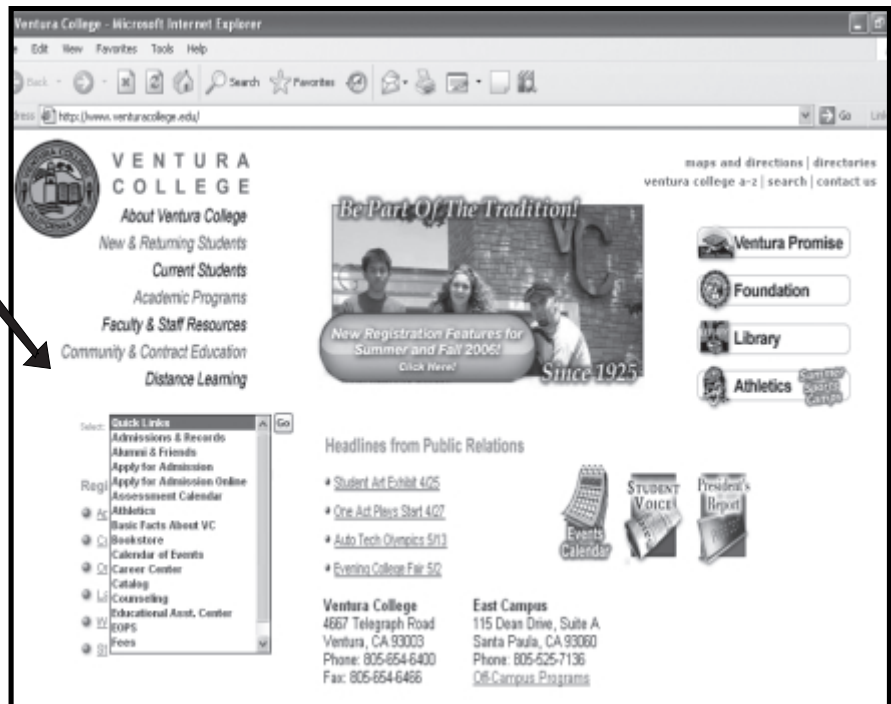 Ventura College - Microsoft Internet Explorer
Edit View Favorites Tools Help
Back Search Favorites
http://www.venturacollege.edu/ Go
VENTURA
COLLEGE
maps and directions | directories
ventura college a-z | search | contact us
About Ventura College
New & Returning Students
Current Students
Academic Programs
Faculty & Staff Resources
Community & Contract Education
Distance Learning
Be Part Of The Tradition!
VC
New Registration Features for
Summer and Fall 2006!
Click Here!
Since 1925
Ventura Promise
Foundation
Library
Athletics Summer
Sports
Camps
Select: Quick Links Go
Admissions & Records
Alumni & Friends
Apply for Admission
Apply for Admission Online
Assessment Calendar
Athletics
Basic Facts About VC
Bookstore
Calendar of Events
Career Center
Catalog
Counseling
Educational Asst. Center
EOPS
Fees
Regi
Headlines from Public Relations
Student Art Exhibit 4/25
One Act Plays Start 4/27
Auto Tech Olympics 5/13
Evening College Fair 5/2
Events
Calendar
STUDENT
VOICE
President's
Report
Ventura College
4667 Telegraph Road
Ventura, CA 93003
Phone: 805-654-6400
Fax: 805-654-6466
East Campus
115 Dean Drive, Suite A
Santa Paula, CA 93060
Phone: 805-525-7136
Off-Campus Programs